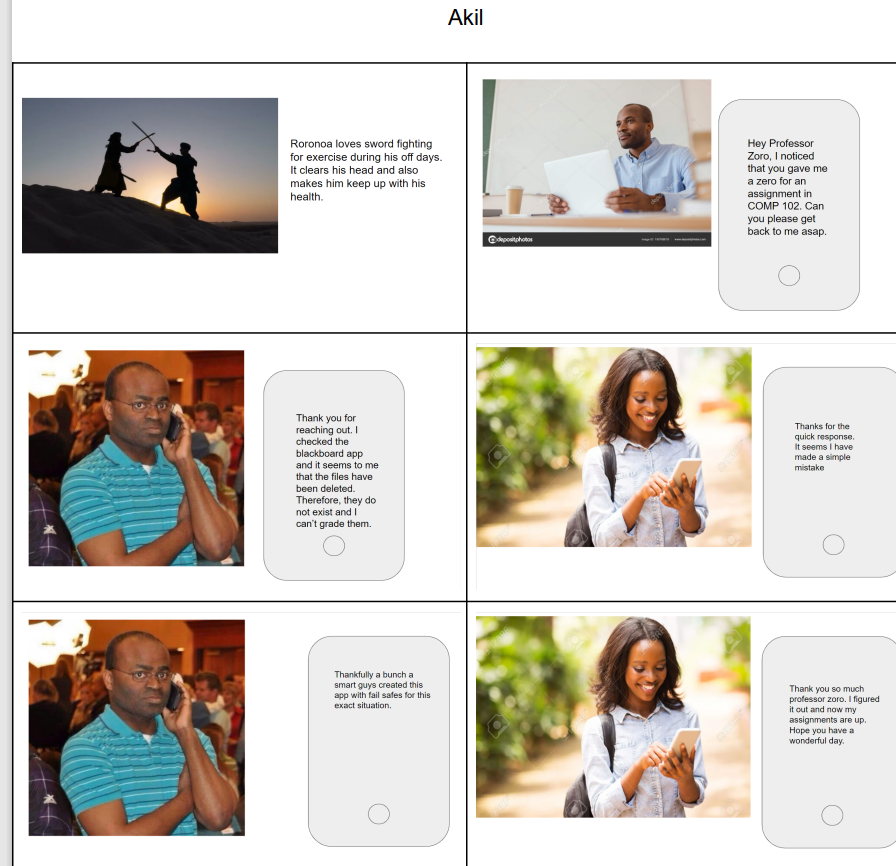 Akil
Roronoa loves sword fighting
for exercise during his off days.
It clears his head and also
makes him keep up with his
health.
depositphotos
Hey Professor
Zoro, I noticed
that you gave me
a zero for an
assignment in
COMP 102. Can
you please get
back to me asap.
Thank you for
reaching out. I
checked the
blackboard app
and it seems to me
that the files have
been deleted.
Therefore, they do
not exist and I
can't grade them.
Thanks for the
quick response.
It seems I have
made a simple
mistake
Thankfully a bunch a
smart guys created this
app with fail safes for this
exact situation.
Thank you so much
professor zoro. I figured
it out and now my
assignments are up.
Hope you have a
wonderful day.